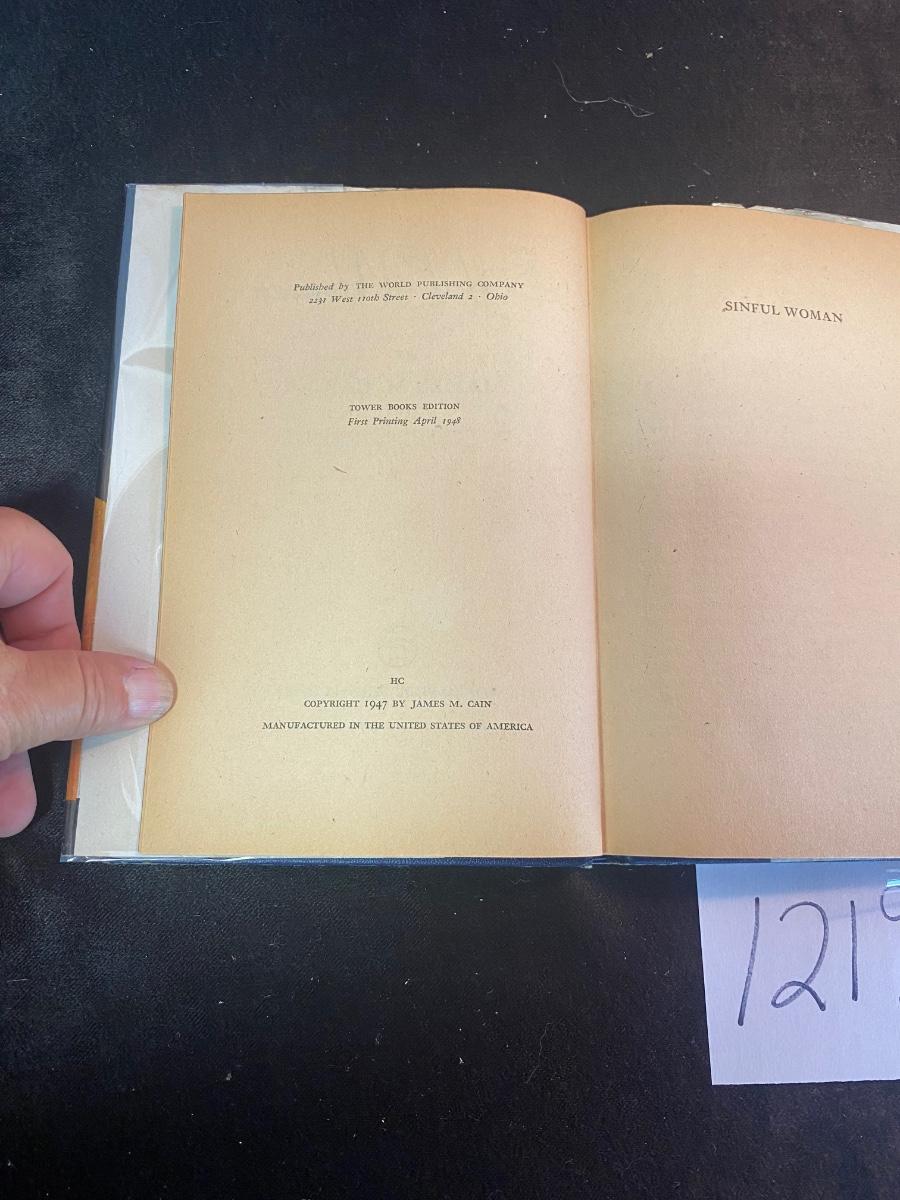 Published by THE WORLD PUBLISHING COMPANY
2231 West 110th Street · Cleveland 2 · Ohio
TOWER BOOKS EDITION
First Printing April 1948
HC
COPYRIGHT 1947 BY JAMES M. CAIN
MANUFACTURED IN THE UNITED STATES OF AMERICA
SINFUL WOMAN
121